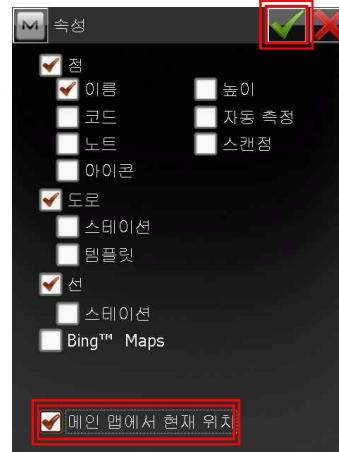 속성
점
이름 높이
코드 자동 측정
노트 스캔점
아이콘
도로
스테이션
템플릿
선
스테이션
Bing™ Maps
메인 맵에서 현재 위치